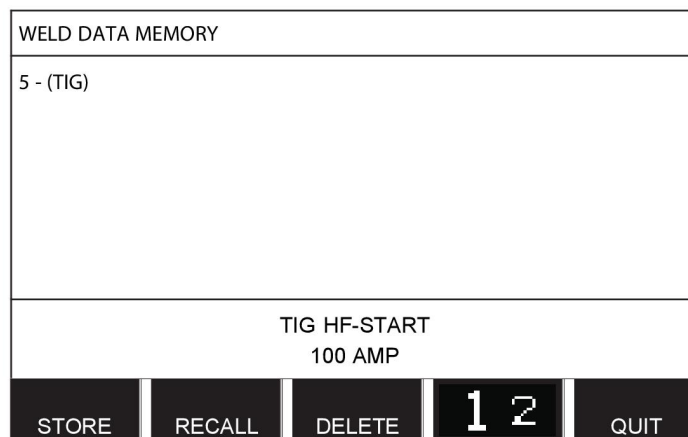 WELD DATA MEMORY
5 - (TIG)
TIG HF-START
100 AMP
STORE RECALL DELETE 1 2 QUIT